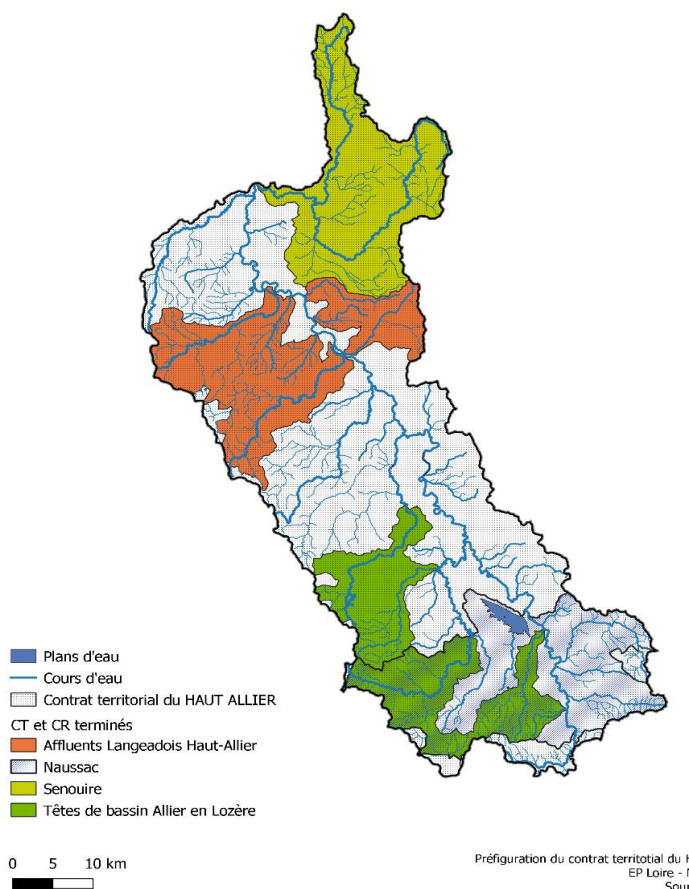 Plans d'eau
Cours d'eau
Contrat territorial du HAUT ALLIER
CT et CR terminés
Affluents Langeadois Haut-Allier
Naussac
Senouire
Têtes de bassin Allier en Lozère
0 5 10 km
Préfiguration du contrat territotial du H
EP Loire -
Sour